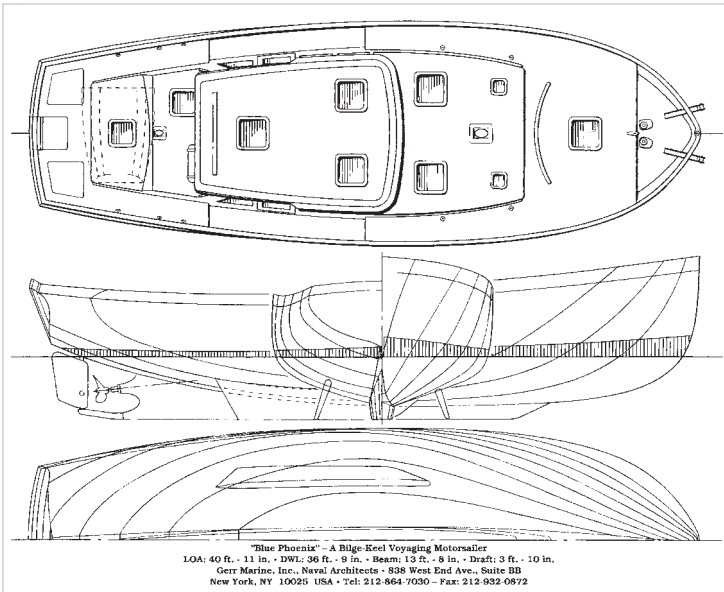 "Blue Phoenix" – A Bilge-Keel Voyaging Motorsailer
LOA: 40 ft. - 11 in. • DWL: 36 ft. - 9 in. • Beam: 13 ft. - 8 in. • Draft; 3 ft. - 10 in.
Gerr Marine, Inc., Naval Architects • 838 West End Ave., Suite BB
New York, NY 10025 USA • Tel: 212-864-7030 – Fax: 212-932-0872